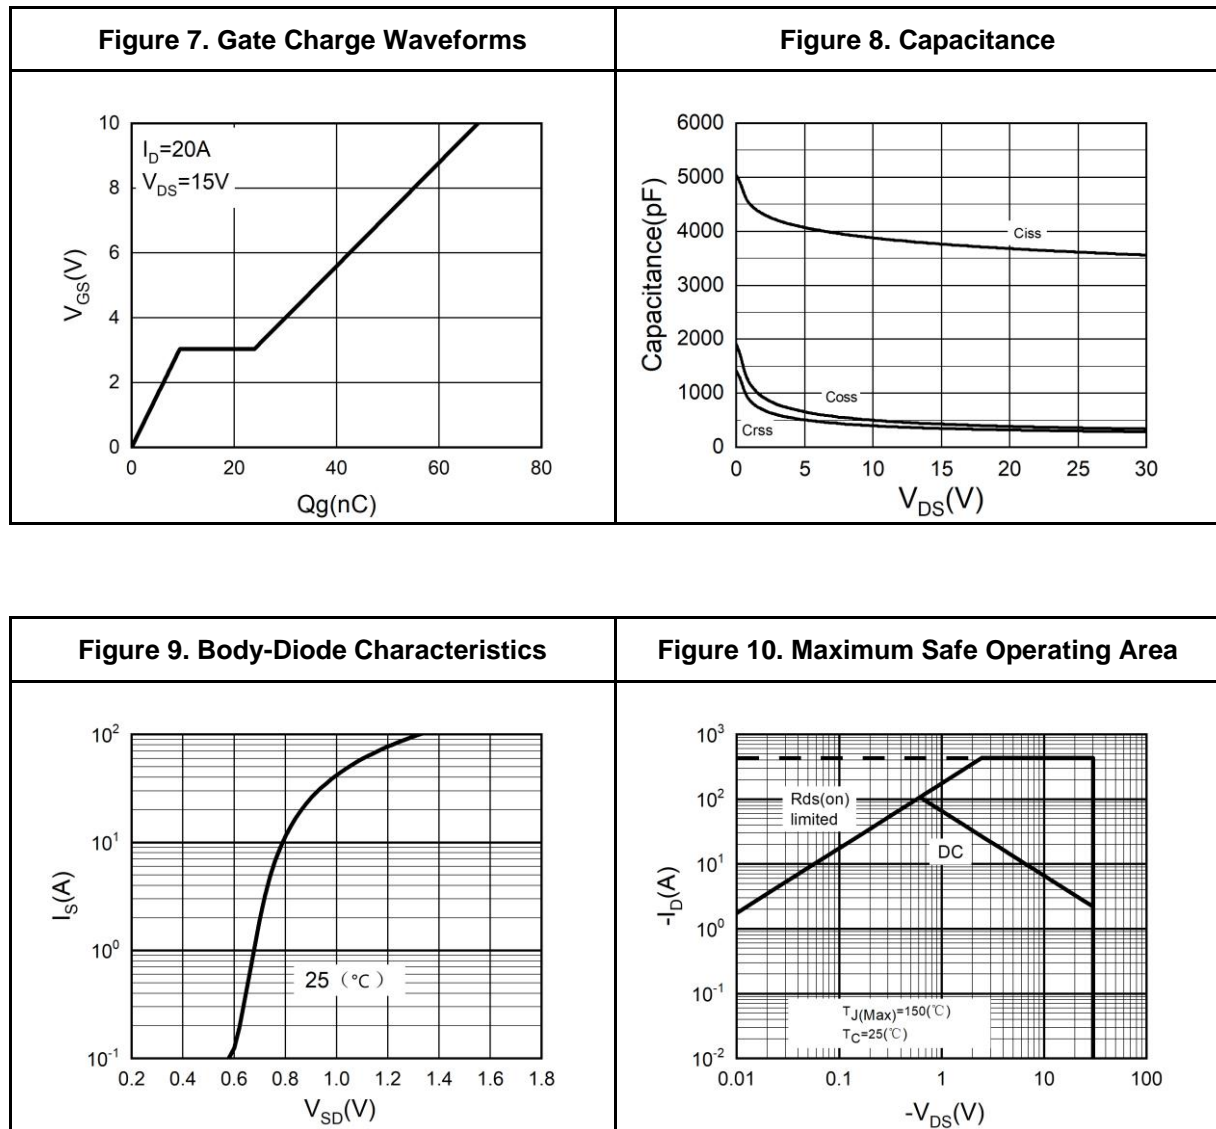 Figure 7. Gate Charge Waveforms
Figure 8. Capacitance
10
8
6
4
2
0
I_D=20A
V_DS=15V
V_GS(V)
0 20 40 60 80
Qg(nC)
6000
5000
4000
3000
2000
1000
0
Capacitance(pF)
Ciss
Coss
Crss
0 5 10 15 20 25 30
V_DS(V)
Figure 9. Body-Diode Characteristics
Figure 10. Maximum Safe Operating Area
10^2
10^1
10^0
10^-1
I_S(A)
25（℃）
0.2 0.4 0.6 0.8 1.0 1.2 1.4 1.6 1.8
V_SD(V)
10^3
10^2
10^1
10^0
10^-1
10^-2
-I_D(A)
Rds(on)
limited
DC
T_J(Max)=150(℃)
T_C=25(℃)
0.01 0.1 1 10 100
-V_DS(V)